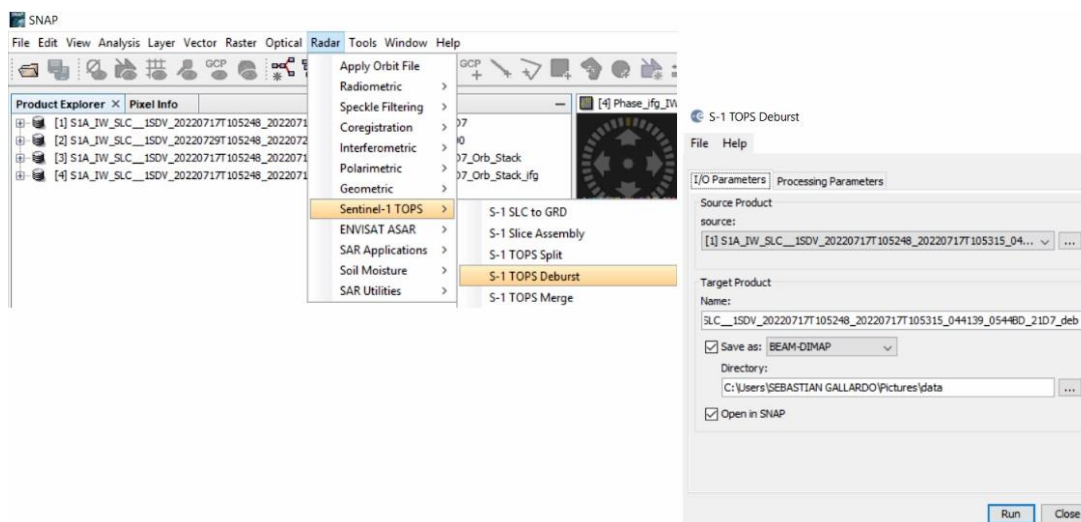 SNAP
File Edit View Analysis Layer Vector Raster Optical Radar Tools Window Help
GCP
GCP
Product Explorer × Pixel Info
[1] S1A_IW_SLC__1SDV_20220717T105248_2022071
[2] S1A_IW_SLC__1SDV_20220729T105248_2022072
[3] S1A_IW_SLC__1SDV_20220717T105248_2022071
[4] S1A_IW_SLC__1SDV_20220717T105248_2022071
Apply Orbit File
Radiometric >
Speckle Filtering >
Coregistration >
Interferometric >
Polarimetric >
Geometric >
Sentinel-1 TOPS >
ENVISAT ASAR >
SAR Applications >
Soil Moisture >
SAR Utilities >
S-1 SLC to GRD
S-1 Slice Assembly
S-1 TOPS Split
S-1 TOPS Deburst
S-1 TOPS Merge
07_Orb_Stack
07_Orb_Stack_ifg
[4] Phase_ifg_IW
S-1 TOPS Deburst
File Help
I/O Parameters Processing Parameters
Source Product
source:
[1] S1A_IW_SLC__1SDV_20220717T105248_20220717T105315_04... ...
Target Product
Name:
SLC__1SDV_20220717T105248_20220717T105315_044139_0544BD_21D7_deb
Save as: BEAM-DIMAP
Directory:
C:\Users\SEBASTIAN GALLARDO\Pictures\data ...
Open in SNAP
Run Close